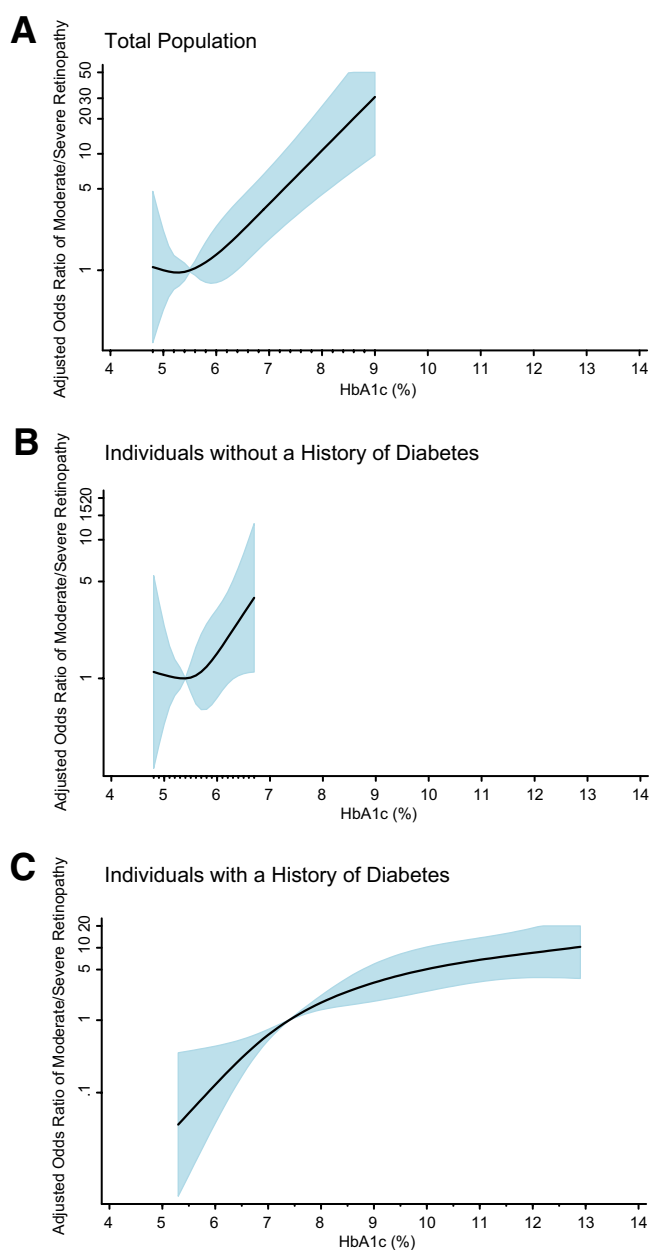 A
Total Population
Adjusted Odds Ratio of Moderate/Severe Retinopathy
50
2030
10
5
1
4 5 6 7 8 9 10 11 12 13 14
HbA1c (%)
B
Individuals without a History of Diabetes
Adjusted Odds Ratio of Moderate/Severe Retinopathy
10 1520
5
1
4 5 6 7 8 9 10 11 12 13 14
HbA1c (%)
C
Individuals with a History of Diabetes
Adjusted Odds Ratio of Moderate/Severe Retinopathy
5 10 20
1
.1
4 5 6 7 8 9 10 11 12 13 14
HbA1c (%)